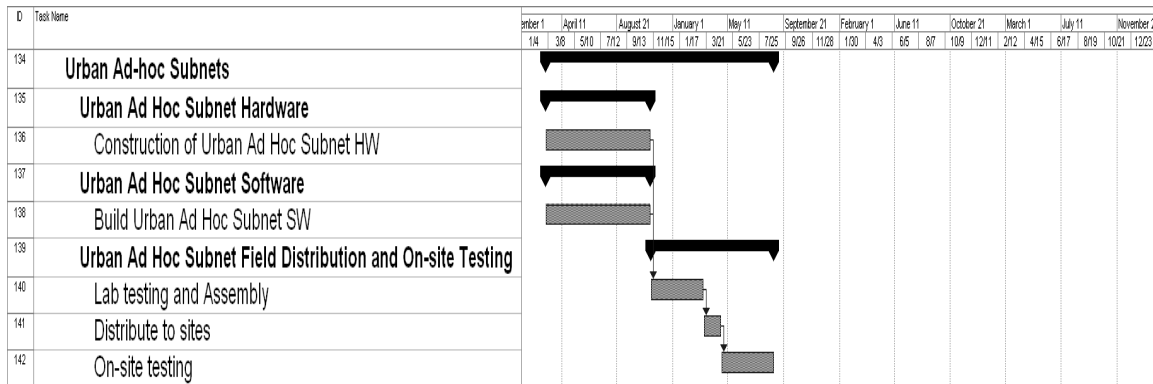 ID Task Name
ember 1 April 11 August 21 January 1 May 11 September 21 February 1 June 11 October 21 March 1 July 11 November 2
1/4 3/8 5/10 7/12 9/13 11/15 1/17 3/21 5/23 7/25 9/26 11/28 1/30 4/3 6/5 8/7 10/9 12/11 2/12 4/15 6/17 8/19 10/21 12/23
134 Urban Ad-hoc Subnets
135 Urban Ad Hoc Subnet Hardware
136 Construction of Urban Ad Hoc Subnet HW
137 Urban Ad Hoc Subnet Software
138 Build Urban Ad Hoc Subnet SW
139 Urban Ad Hoc Subnet Field Distribution and On-site Testing
140 Lab testing and Assembly
141 Distribute to sites
142 On-site testing